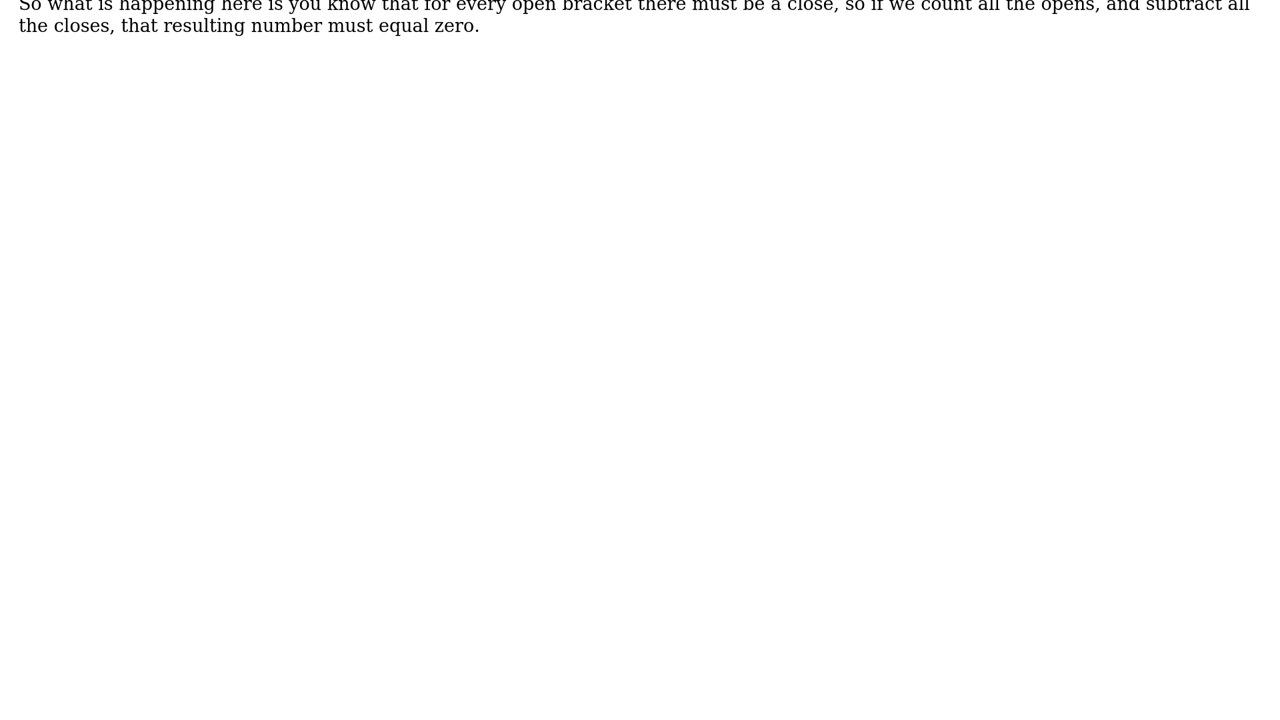 So what is happening here is you know that for every open bracket there must be a close, so if we count all the opens, and subtract all
the closes, that resulting number must equal zero.